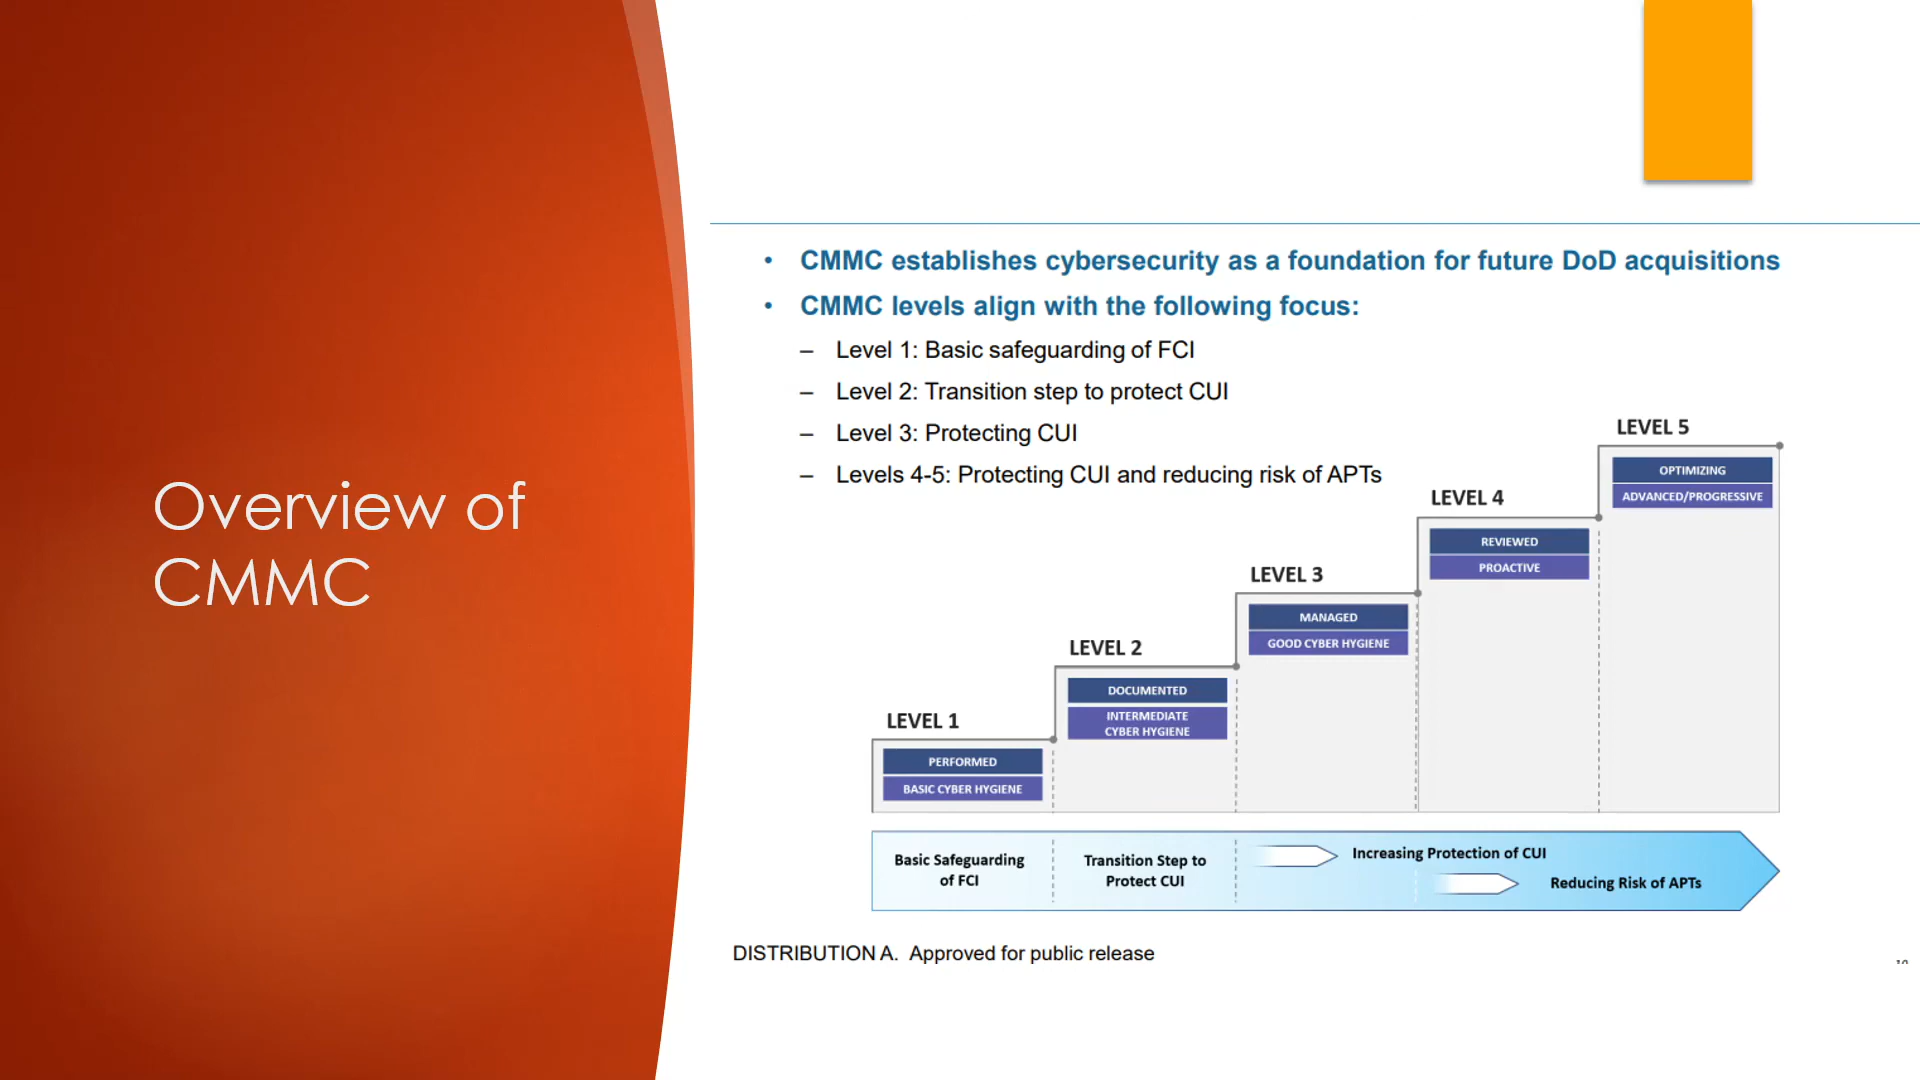 Overview of
CMMC
• CMMC establishes cybersecurity as a foundation for future DoD acquisitions
• CMMC levels align with the following focus:
– Level 1: Basic safeguarding of FCI
– Level 2: Transition step to protect CUI
– Level 3: Protecting CUI
– Levels 4-5: Protecting CUI and reducing risk of APTs
LEVEL 1
PERFORMED
BASIC CYBER HYGIENE
LEVEL 2
DOCUMENTED
INTERMEDIATE
CYBER HYGIENE
LEVEL 3
MANAGED
GOOD CYBER HYGIENE
LEVEL 4
REVIEWED
PROACTIVE
LEVEL 5
OPTIMIZING
ADVANCED/PROGRESSIVE
Basic Safeguarding
of FCI
Transition Step to
Protect CUI
Increasing Protection of CUI
Reducing Risk of APTs
DISTRIBUTION A. Approved for public release